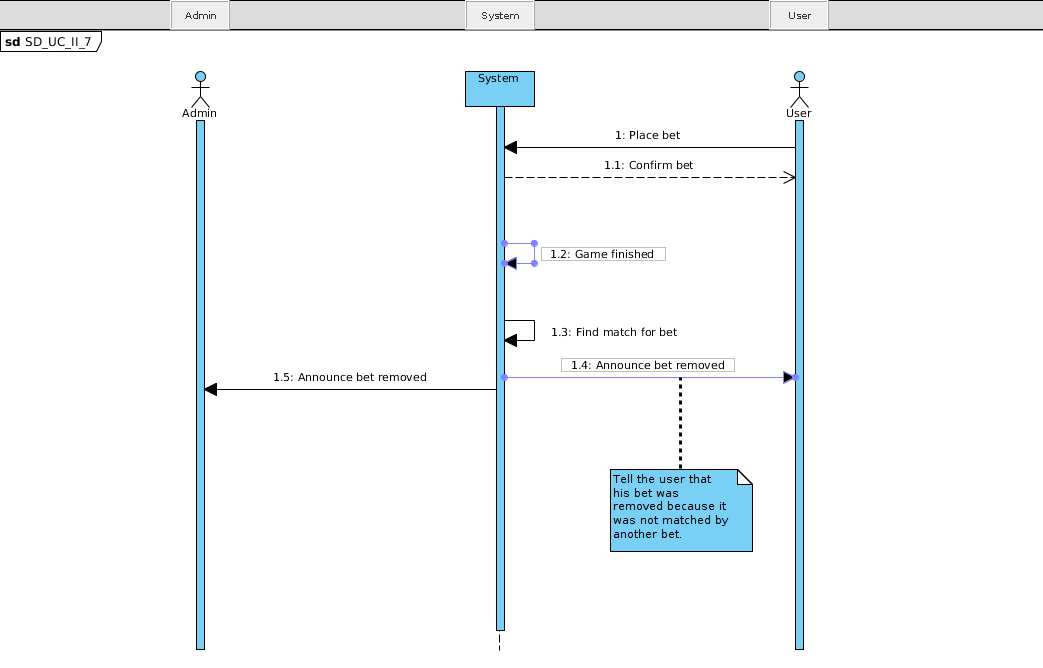 Admin
System
User
sd SD_UC_II_7
System
Admin
User
1: Place bet
1.1: Confirm bet
1.2: Game finished
1.3: Find match for bet
1.4: Announce bet removed
1.5: Announce bet removed
Tell the user that
his bet was
removed because it
was not matched by
another bet.